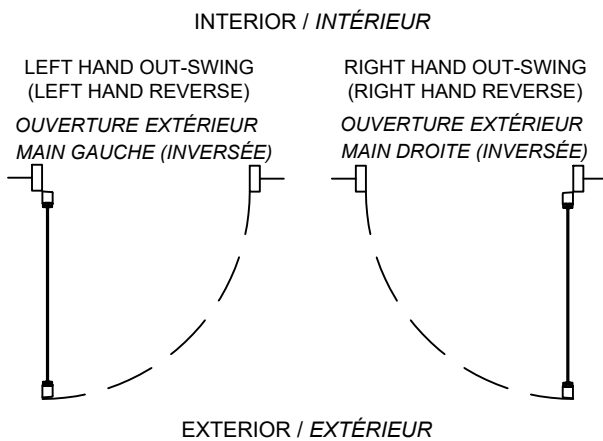 INTERIOR / INTÉRIEUR
LEFT HAND OUT-SWING
(LEFT HAND REVERSE)
OUVERTURE EXTÉRIEUR
MAIN GAUCHE (INVERSÉE)
RIGHT HAND OUT-SWING
(RIGHT HAND REVERSE)
OUVERTURE EXTÉRIEUR
MAIN DROITE (INVERSÉE)
EXTERIOR / EXTÉRIEUR